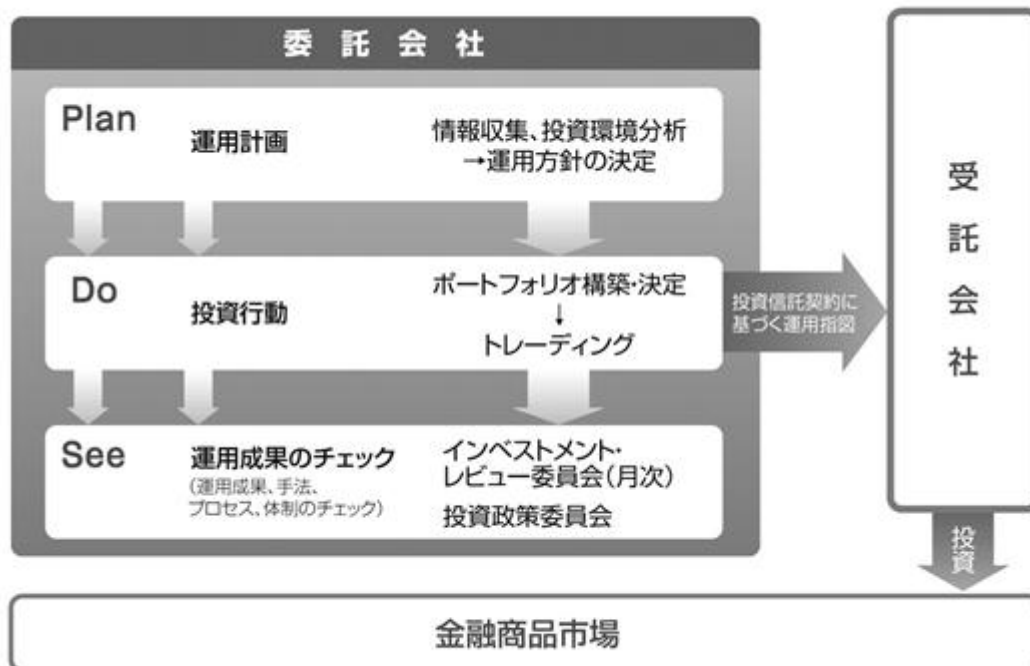 委託会社
Plan
運用計画
情報収集、投資環境分析
→運用方針の決定
Do
投資行動
ポートフォリオ構築・決定
↓
トレーディング
投資信託契約に
基づく運用指図
See
運用成果のチェック
(運用成果、手法、
プロセス、体制のチェック)
インベストメント・
レビュー委員会(月次)
投資政策委員会
受託会社
投資
金融商品市場